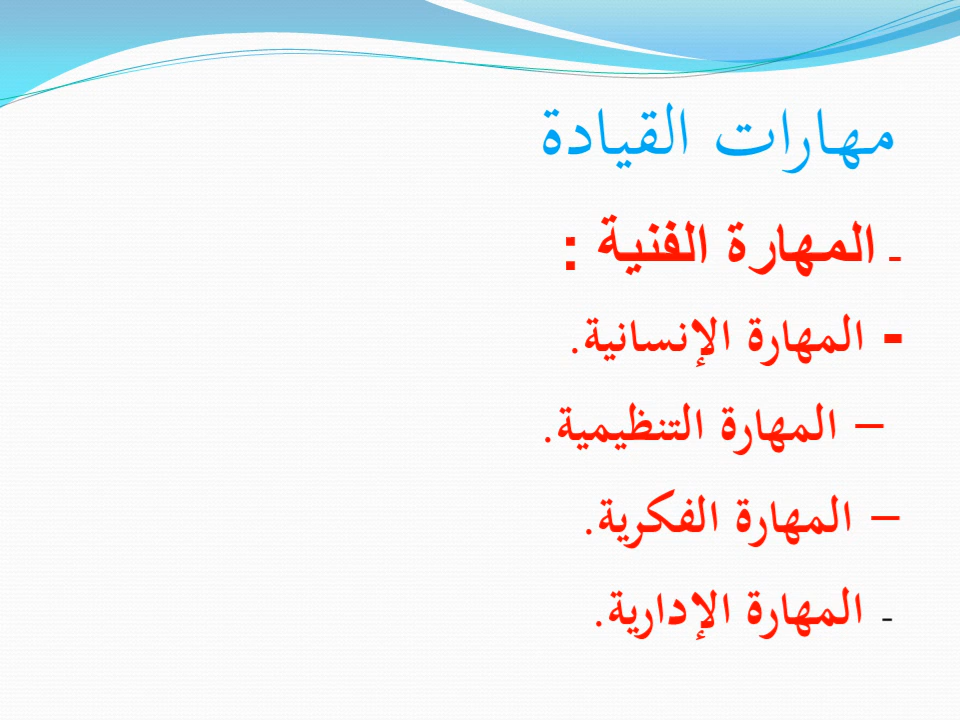 مهارات القيادة
- المهارة الفنية :
- المهارة الإنسانية.
– المهارة التنظيمية.
– المهارة الفكرية.
- المهارة الإدارية.